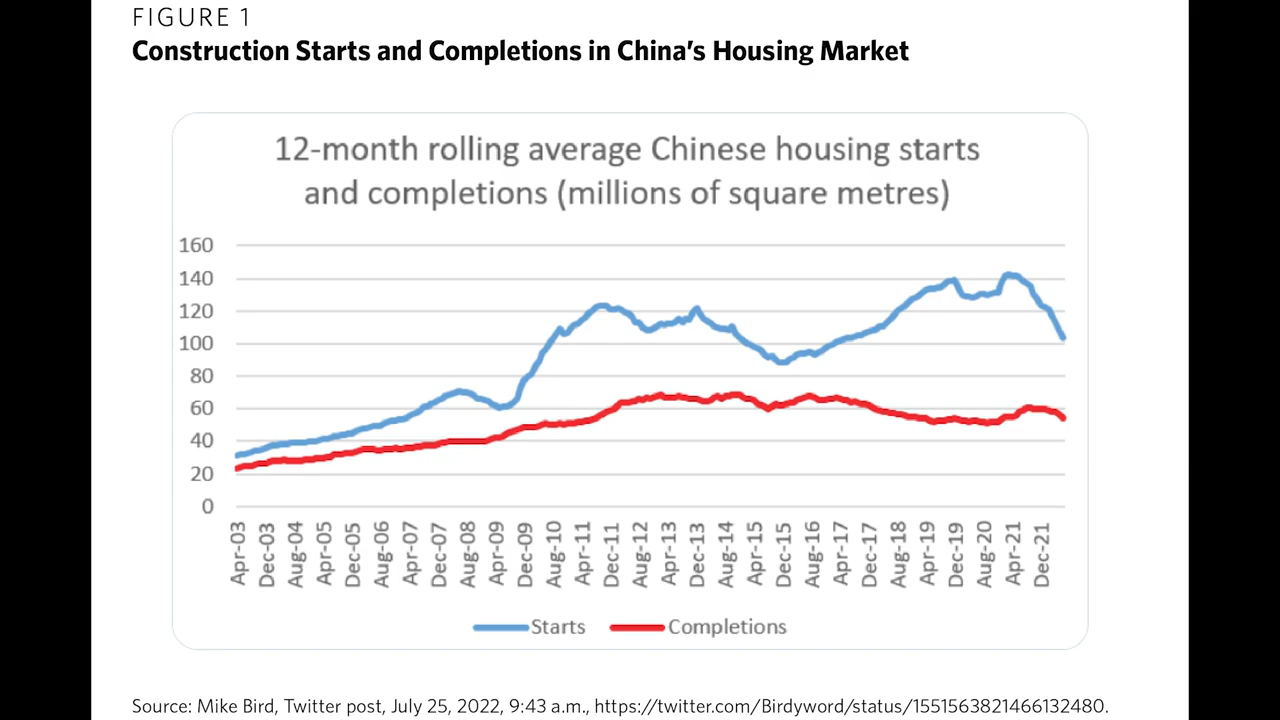 FIGURE 1
Construction Starts and Completions in China's Housing Market
12-month rolling average Chinese housing starts
and completions (millions of square metres)
160
140
120
100
80
60
40
20
0
Apr-03
Dec-03
Aug-04
Apr-05
Dec-05
Aug-06
Apr-07
Dec-07
Aug-08
Apr-09
Dec-09
Aug-10
Apr-11
Dec-11
Aug-12
Apr-13
Dec-13
Aug-14
Apr-15
Dec-15
Aug-16
Apr-17
Dec-17
Aug-18
Apr-19
Dec-19
Aug-20
Apr-21
Dec-21
Starts
Completions
Source: Mike Bird, Twitter post, July 25, 2022, 9:43 a.m., https://twitter.com/Birdyword/status/1551563821466132480.